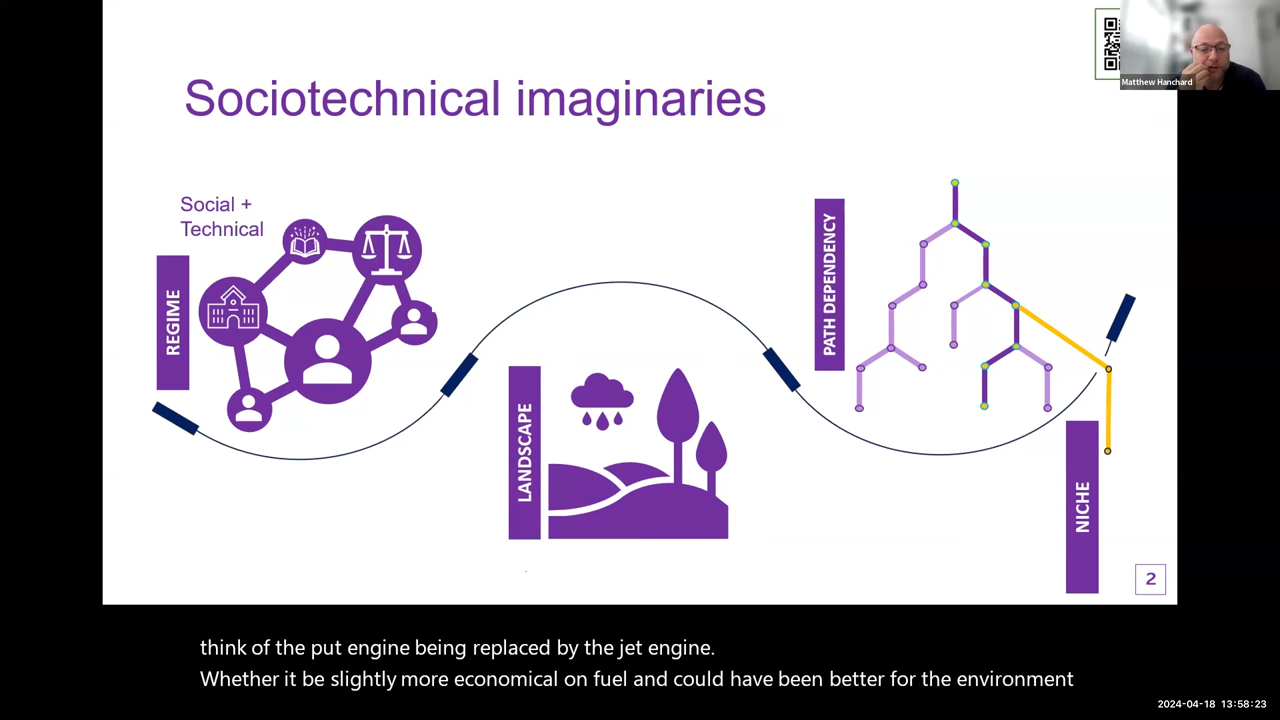 Matthew Hanchard
Sociotechnical imaginaries
Social +
Technical
REGIME
LANDSCAPE
PATH DEPENDENCY
NICHE
2
think of the put engine being replaced by the jet engine.
Whether it be slightly more economical on fuel and could have been better for the environment
2024-04-18 13:58:23